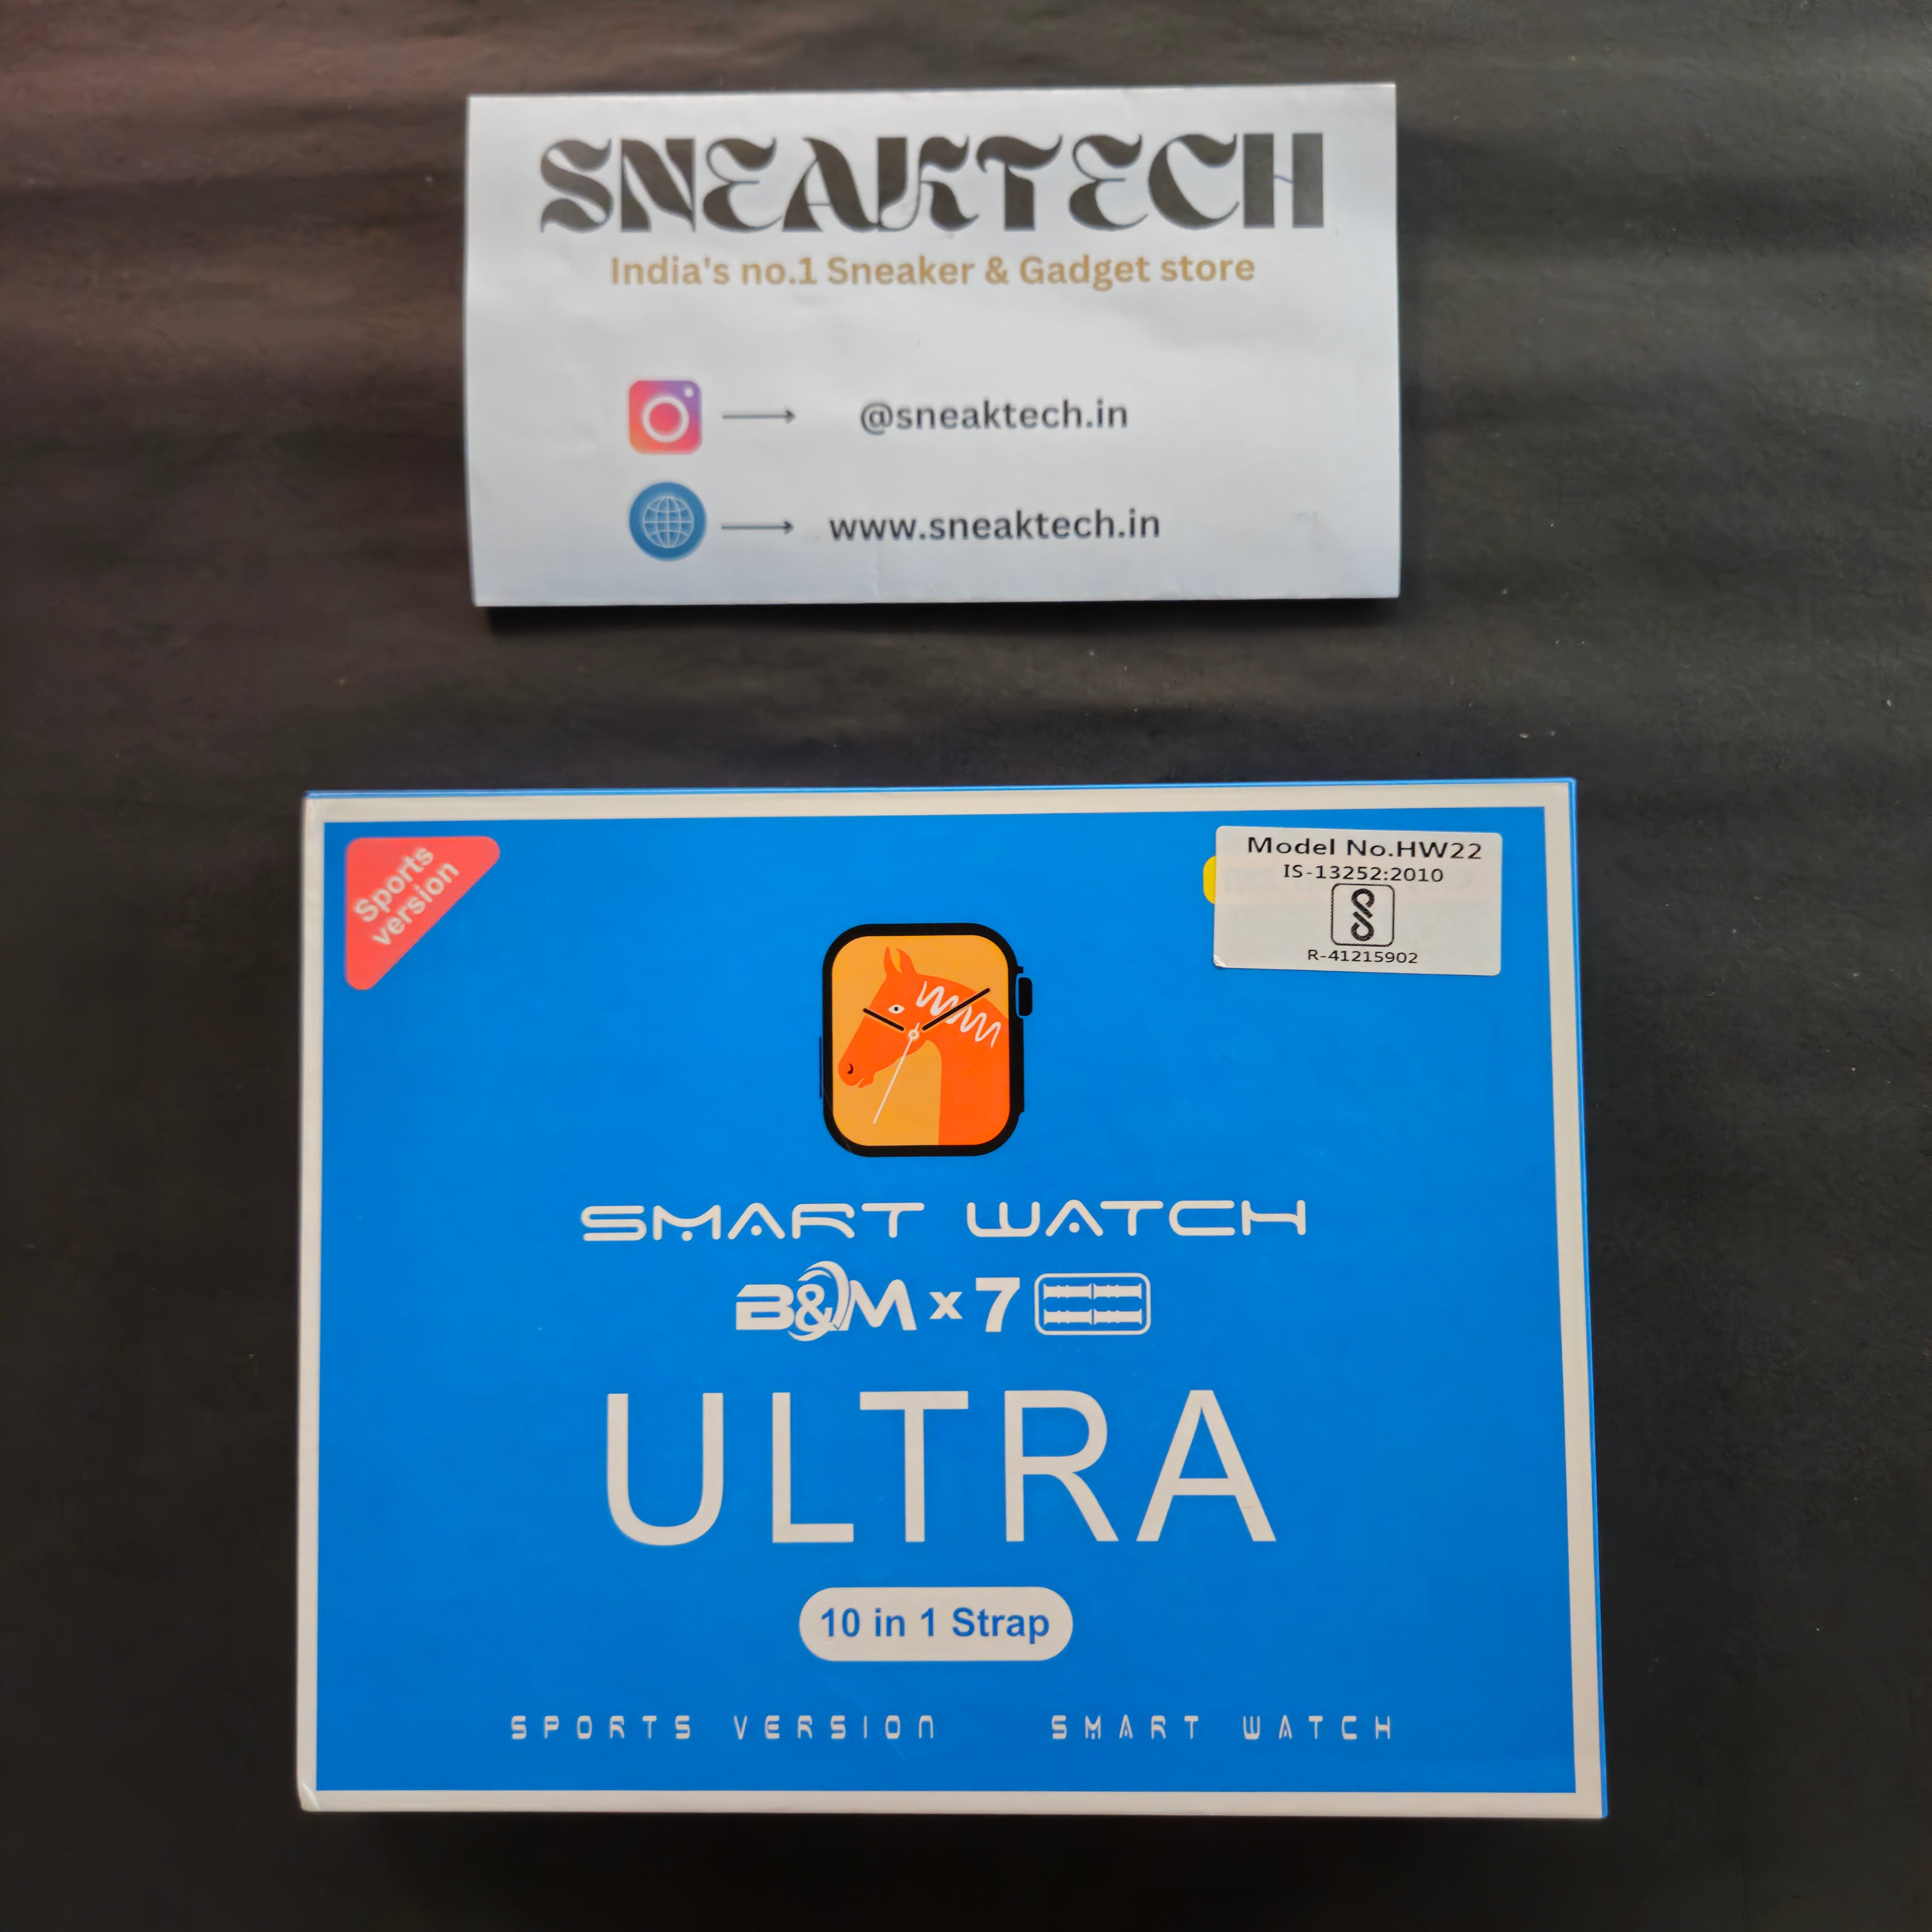 SNEAKTECH
India's no.1 Sneaker & Gadget store
@sneaktech.in
www.sneaktech.in
Sports
version
Model No.HW22
IS-13252:2010
R-41215902
SMART WATCH
B&M x 7
ULTRA
10 in 1 Strap
SPORTS VERSION SMART WATCH